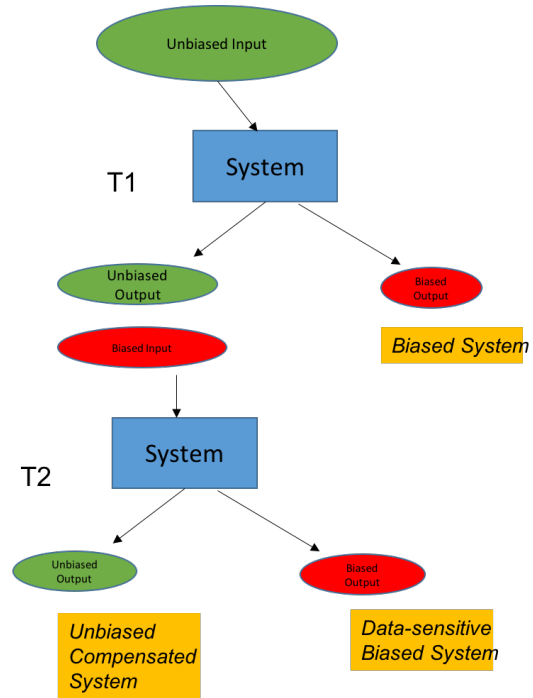 Unbiased Input
System
T1
Unbiased
Output
Biased
Output
Biased Input
Biased System
System
T2
Unbiased
Output
Biased
Output
Unbiased
Compensated
System
Data-sensitive
Biased System